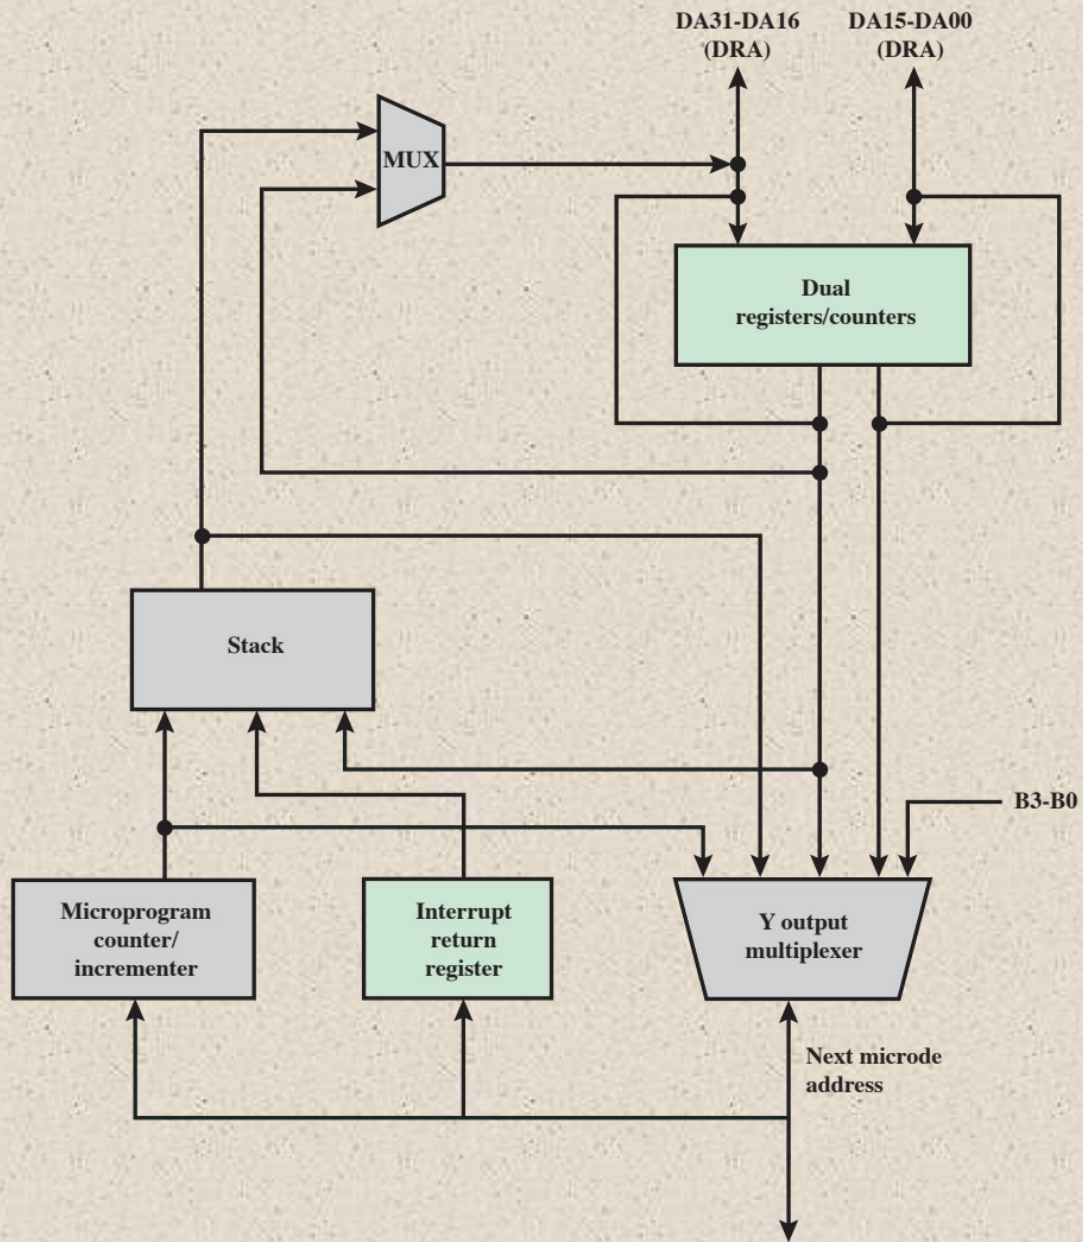 DA31-DA16
(DRA)
DA15-DA00
(DRA)
MUX
Dual
registers/counters
Stack
B3-B0
Microprogram
counter/
incrementer
Interrupt
return
register
Y output
multiplexer
Next microde
address